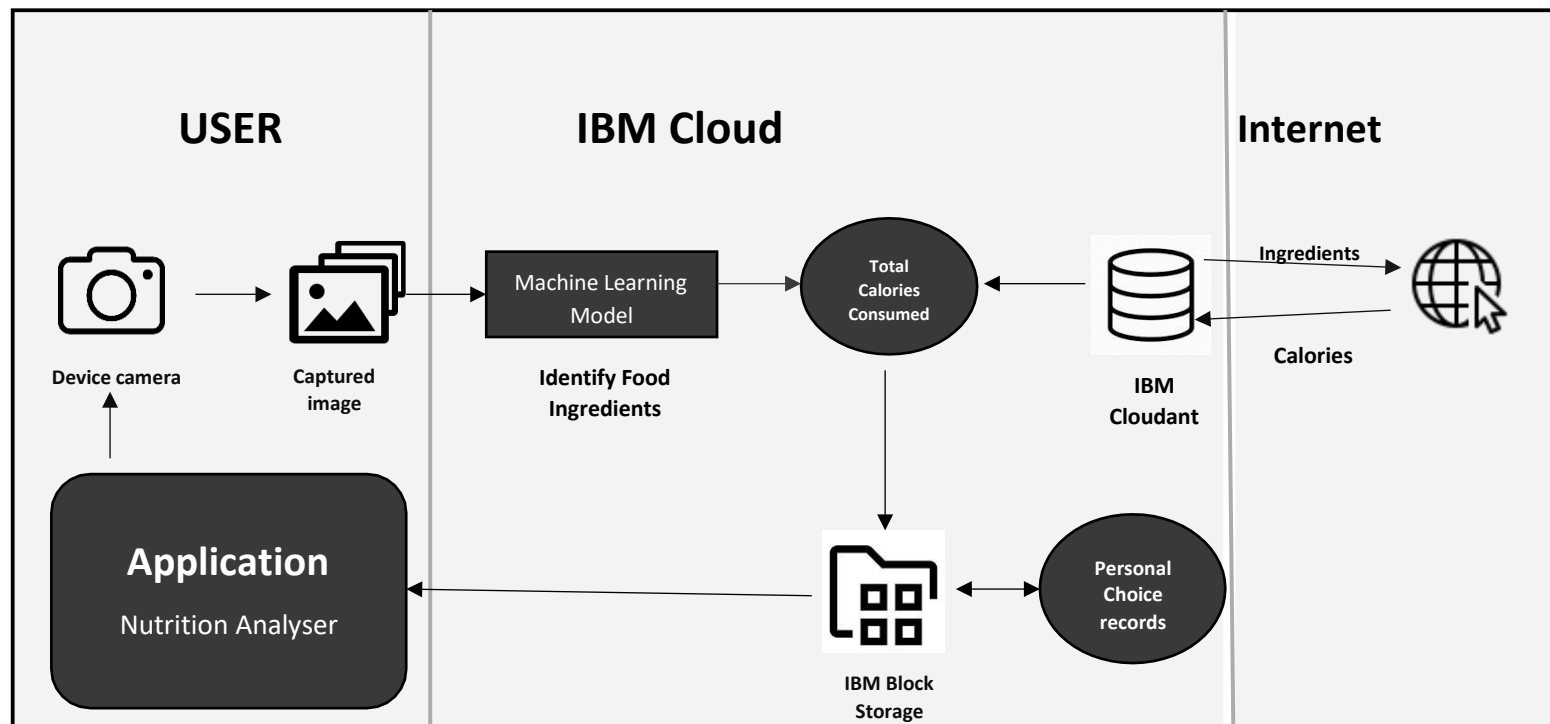 USER
IBM Cloud
Internet
Device camera
Captured
image
Machine Learning
Model
Identify Food
Ingredients
Total
Calories
Consumed
IBM
Cloudant
Ingredients
Calories
Application
Nutrition Analyser
IBM Block
Storage
Personal
Choice
records